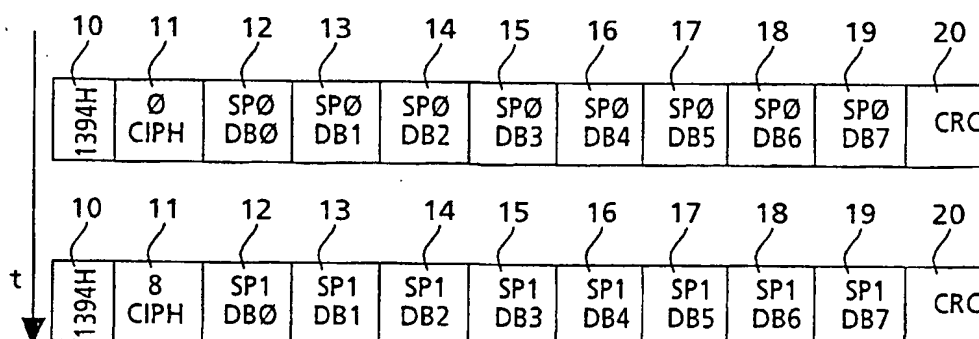 10 11 12 13 14 15 16 17 18 19 20
1394H Ø CIPH SPØ DBØ SPØ DB1 SPØ DB2 SPØ DB3 SPØ DB4 SPØ DB5 SPØ DB6 SPØ DB7 CRC
10 11 12 13 14 15 16 17 18 19 20
t 1394H 8 CIPH SP1 DBØ SP1 DB1 SP1 DB2 SP1 DB3 SP1 DB4 SP1 DB5 SP1 DB6 SP1 DB7 CRC